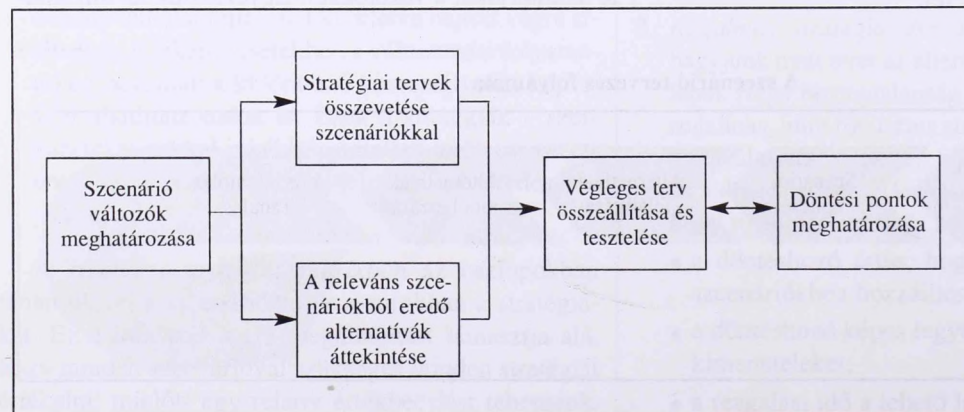 Stratégiai tervek
összevetése
szcenáriókkal
Szcenárió
változók
meghatározása
A releváns szce-
náriókból eredő
alternatívák
áttekintése
Végleges terv
összeállítása és
tesztelése
Döntési pontok
meghatározása